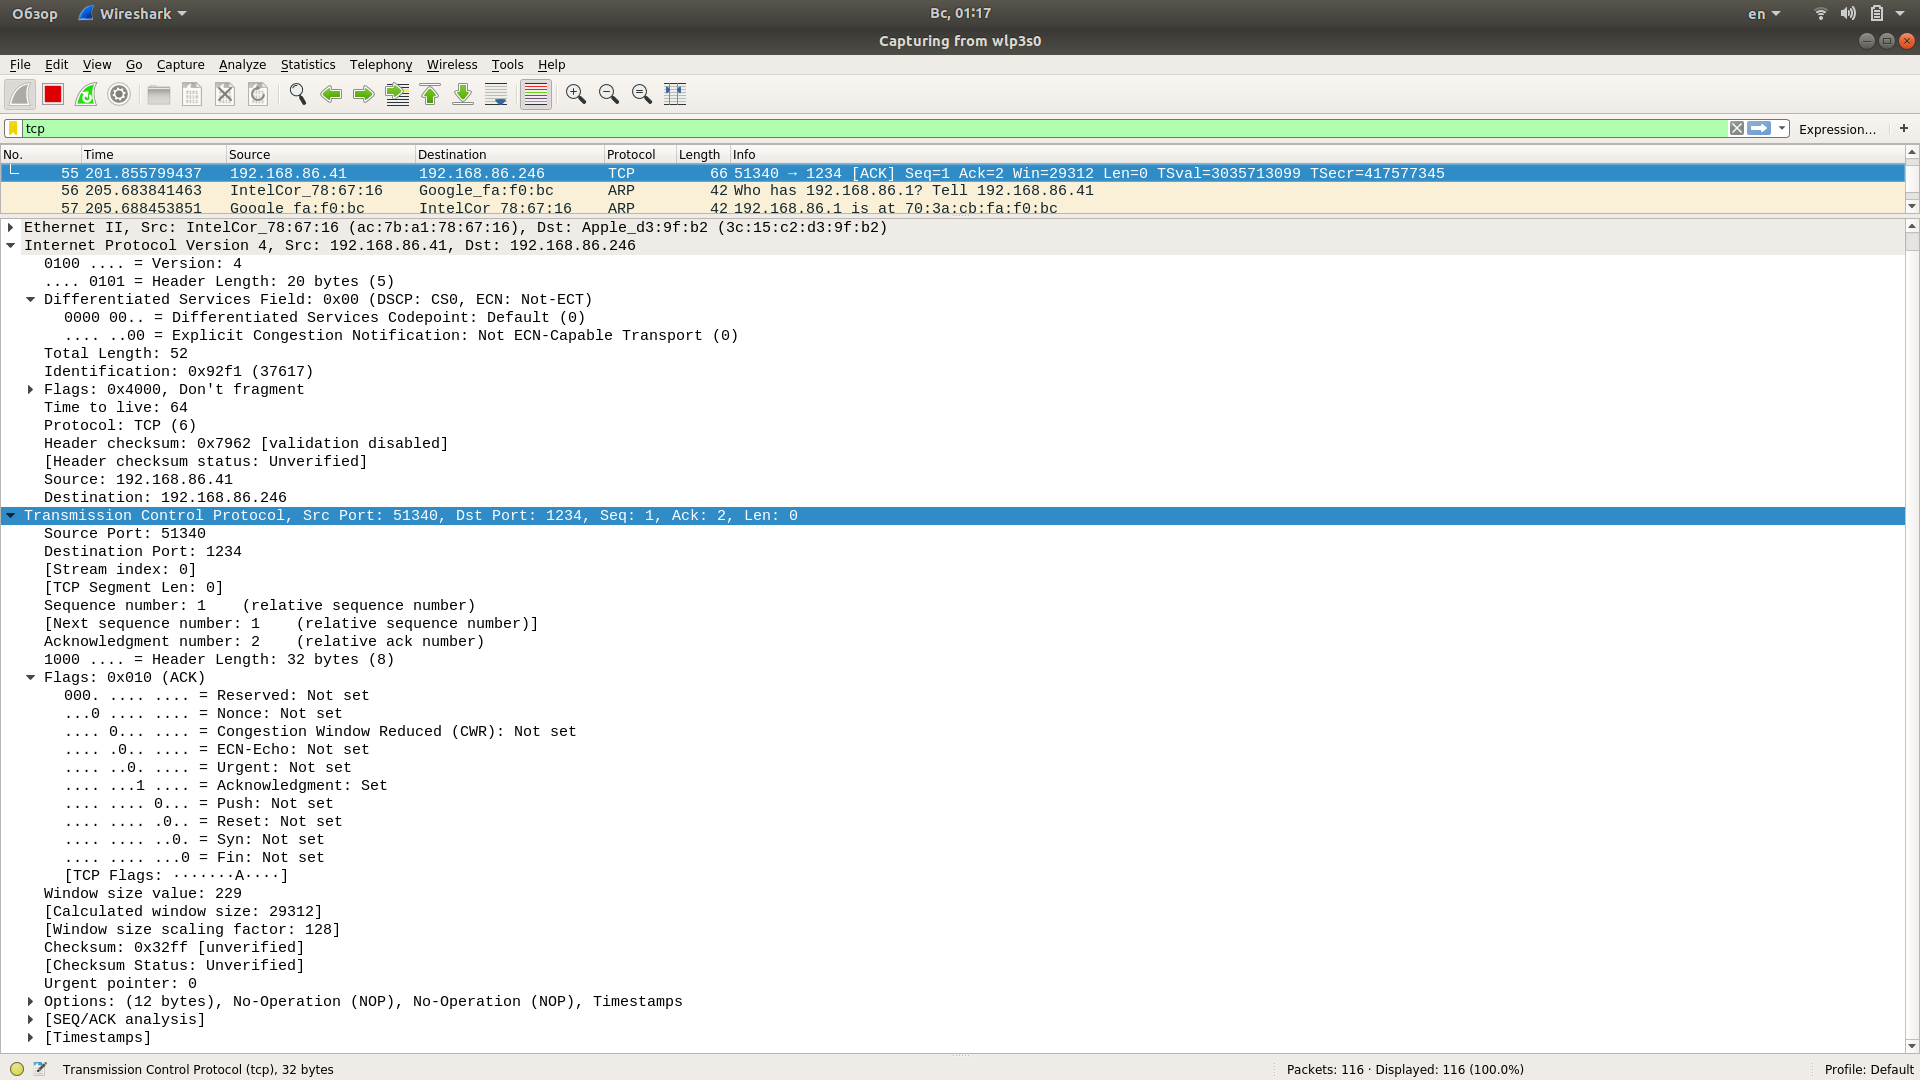 Обзор Wireshark Вс, 01:17 en
Capturing from wlp3s0
File Edit View Go Capture Analyze Statistics Telephony Wireless Tools Help
tcp Expression… +
No. Time Source Destination Protocol Length Info
55 201.855799437 192.168.86.41 192.168.86.246 TCP 66 51340 → 1234 [ACK] Seq=1 Ack=2 Win=29312 Len=0 TSval=3035713099 TSecr=417577345
56 205.683841463 IntelCor_78:67:16 Google_fa:f0:bc ARP 42 Who has 192.168.86.1? Tell 192.168.86.41
57 205.688453851 Google_fa:f0:bc IntelCor_78:67:16 ARP 42 192.168.86.1 is at 70:3a:cb:fa:f0:bc
Ethernet II, Src: IntelCor_78:67:16 (ac:7b:a1:78:67:16), Dst: Apple_d3:9f:b2 (3c:15:c2:d3:9f:b2)
Internet Protocol Version 4, Src: 192.168.86.41, Dst: 192.168.86.246
0100 .... = Version: 4
.... 0101 = Header Length: 20 bytes (5)
Differentiated Services Field: 0x00 (DSCP: CS0, ECN: Not-ECT)
0000 00.. = Differentiated Services Codepoint: Default (0)
.... ..00 = Explicit Congestion Notification: Not ECN-Capable Transport (0)
Total Length: 52
Identification: 0x92f1 (37617)
Flags: 0x4000, Don't fragment
Time to live: 64
Protocol: TCP (6)
Header checksum: 0x7962 [validation disabled]
[Header checksum status: Unverified]
Source: 192.168.86.41
Destination: 192.168.86.246
Transmission Control Protocol, Src Port: 51340, Dst Port: 1234, Seq: 1, Ack: 2, Len: 0
Source Port: 51340
Destination Port: 1234
[Stream index: 0]
[TCP Segment Len: 0]
Sequence number: 1    (relative sequence number)
[Next sequence number: 1    (relative sequence number)]
Acknowledgment number: 2    (relative ack number)
1000 .... = Header Length: 32 bytes (8)
Flags: 0x010 (ACK)
000. .... .... = Reserved: Not set
...0 .... .... = Nonce: Not set
.... 0... .... = Congestion Window Reduced (CWR): Not set
.... .0.. .... = ECN-Echo: Not set
.... ..0. .... = Urgent: Not set
.... ...1 .... = Acknowledgment: Set
.... .... 0... = Push: Not set
.... .... .0.. = Reset: Not set
.... .... ..0. = Syn: Not set
.... .... ...0 = Fin: Not set
[TCP Flags: ·······A····]
Window size value: 229
[Calculated window size: 29312]
[Window size scaling factor: 128]
Checksum: 0x32ff [unverified]
[Checksum Status: Unverified]
Urgent pointer: 0
Options: (12 bytes), No-Operation (NOP), No-Operation (NOP), Timestamps
[SEQ/ACK analysis]
[Timestamps]
Transmission Control Protocol (tcp), 32 bytes Packets: 116 · Displayed: 116 (100.0%) Profile: Default